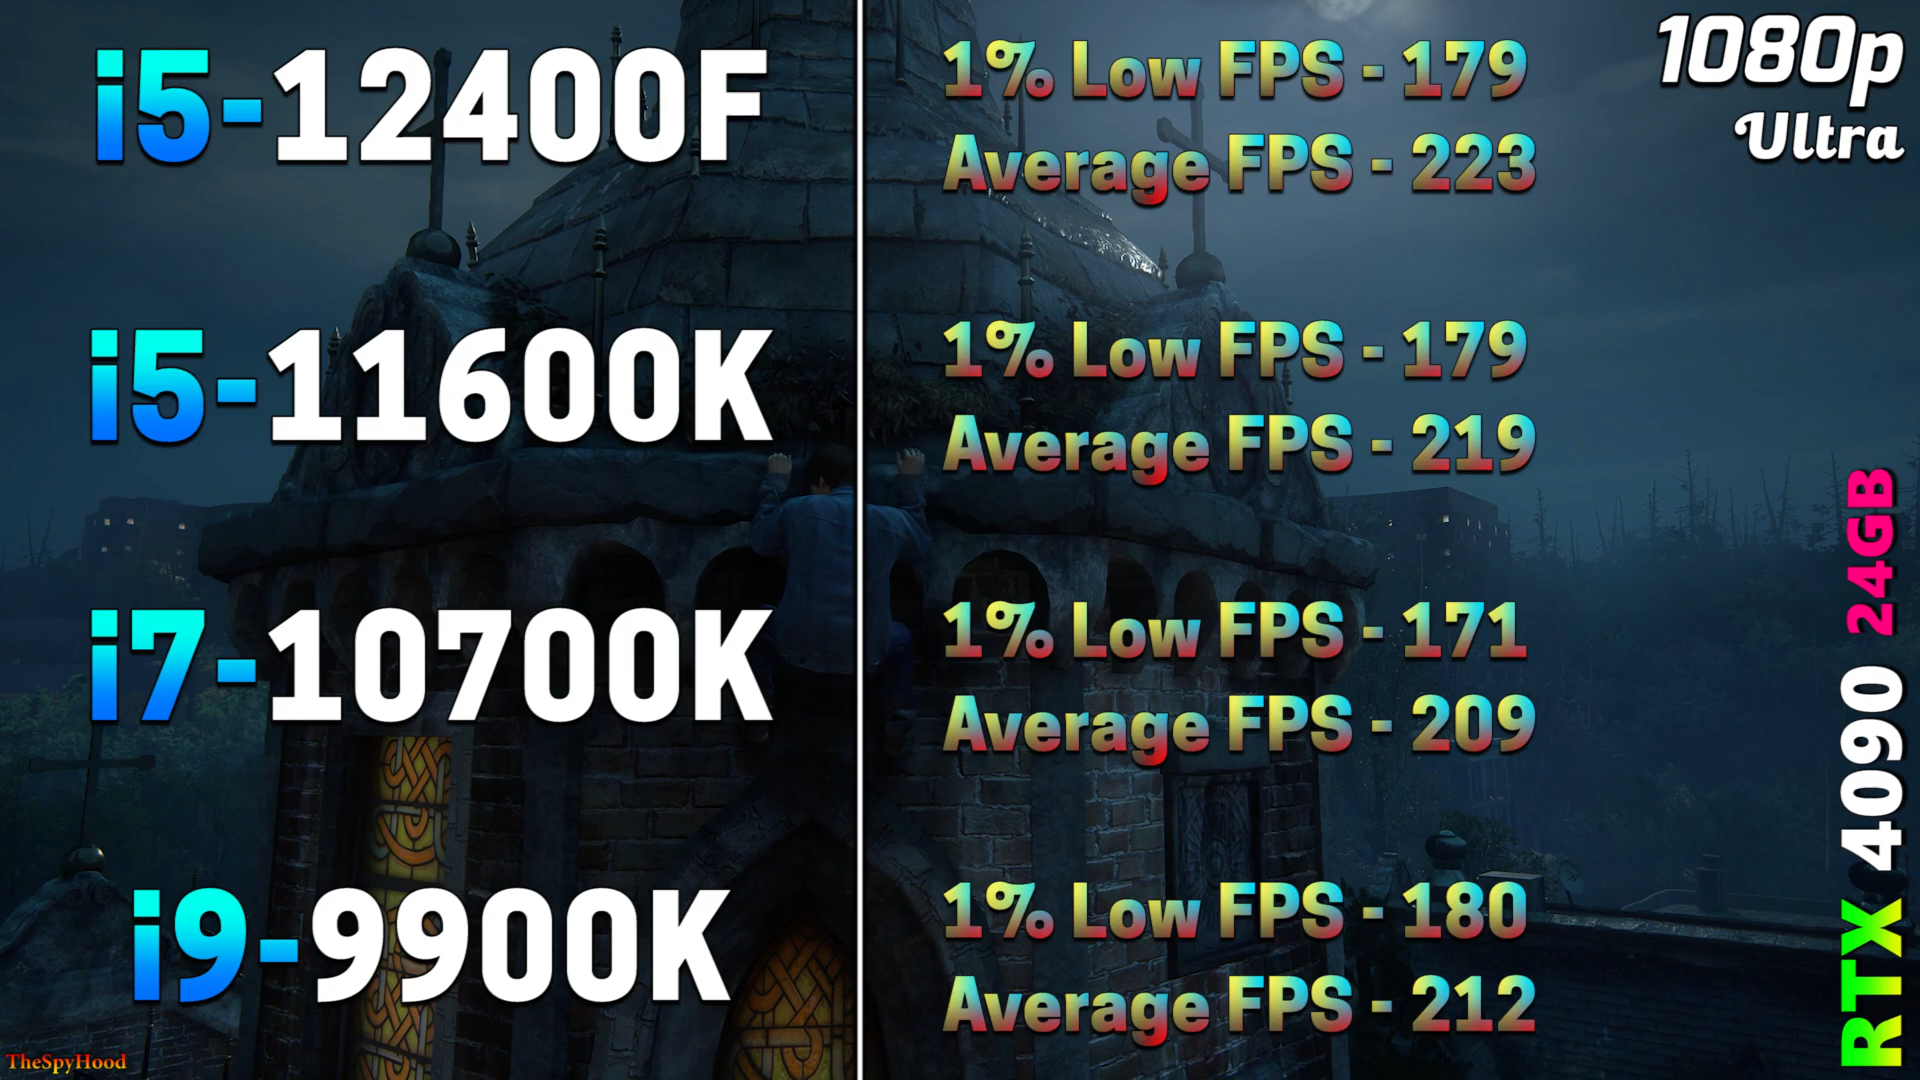 i5-12400F
1% Low FPS - 179
Average FPS - 223
1080p
Ultra
i5-11600K
1% Low FPS - 179
Average FPS - 219
i7-10700K
1% Low FPS - 171
Average FPS - 209
i9-9900K
1% Low FPS - 180
Average FPS - 212
RTX 4090 24GB
TheSpyHood